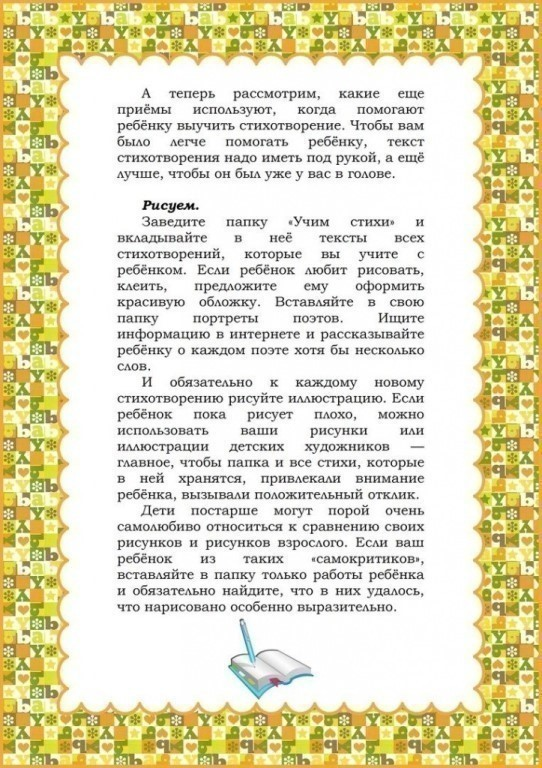 А теперь рассмотрим, какие еще
приёмы используют, когда помогают
ребёнку выучить стихотворение. Чтобы вам
было легче помогать ребёнку, текст
стихотворения надо иметь под рукой, а ещё
лучше, чтобы он был уже у вас в голове.
Рисуем.
Заведите папку «Учим стихи» и
вкладывайте в неё тексты всех
стихотворений, которые вы учите с
ребёнком. Если ребёнок любит рисовать,
клеить, предложите ему оформить
красивую обложку. Вставляйте в свою
папку портреты поэтов. Ищите
информацию в интернете и рассказывайте
ребёнку о каждом поэте хотя бы несколько
слов.
И обязательно к каждому новому
стихотворению рисуйте иллюстрацию. Если
ребёнок пока рисует плохо, можно
использовать ваши рисунки или
иллюстрации детских художников —
главное, чтобы папка и все стихи, которые
в ней хранятся, привлекали внимание
ребёнка, вызывали положительный отклик.
Дети постарше могут порой очень
самолюбиво относиться к сравнению своих
рисунков и рисунков взрослого. Если ваш
ребёнок из таких «самокритиков»,
вставляйте в папку только работы ребёнка
и обязательно найдите, что в них удалось,
что нарисовано особенно выразительно.